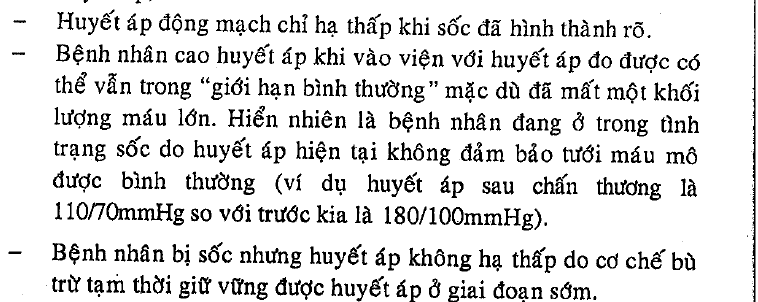 – Huyết áp động mạch chỉ hạ thấp khi sốc đã hình thành rõ.
– Bệnh nhân cao huyết áp khi vào viện với huyết áp đo được có
thể vẫn trong “giới hạn bình thường” mặc dù đã mất một khối
lượng máu lớn. Hiển nhiên là bệnh nhân đang ở trong tình
trạng sốc do huyết áp hiện tại không đảm bảo tưới máu mô
được bình thường (ví dụ huyết áp sau chấn thương là
110/70mmHg so với trước kia là 180/100mmHg).
– Bệnh nhân bị sốc nhưng huyết áp không hạ thấp do cơ chế bù
trừ tạm thời giữ vững được huyết áp ở giai đoạn sớm.